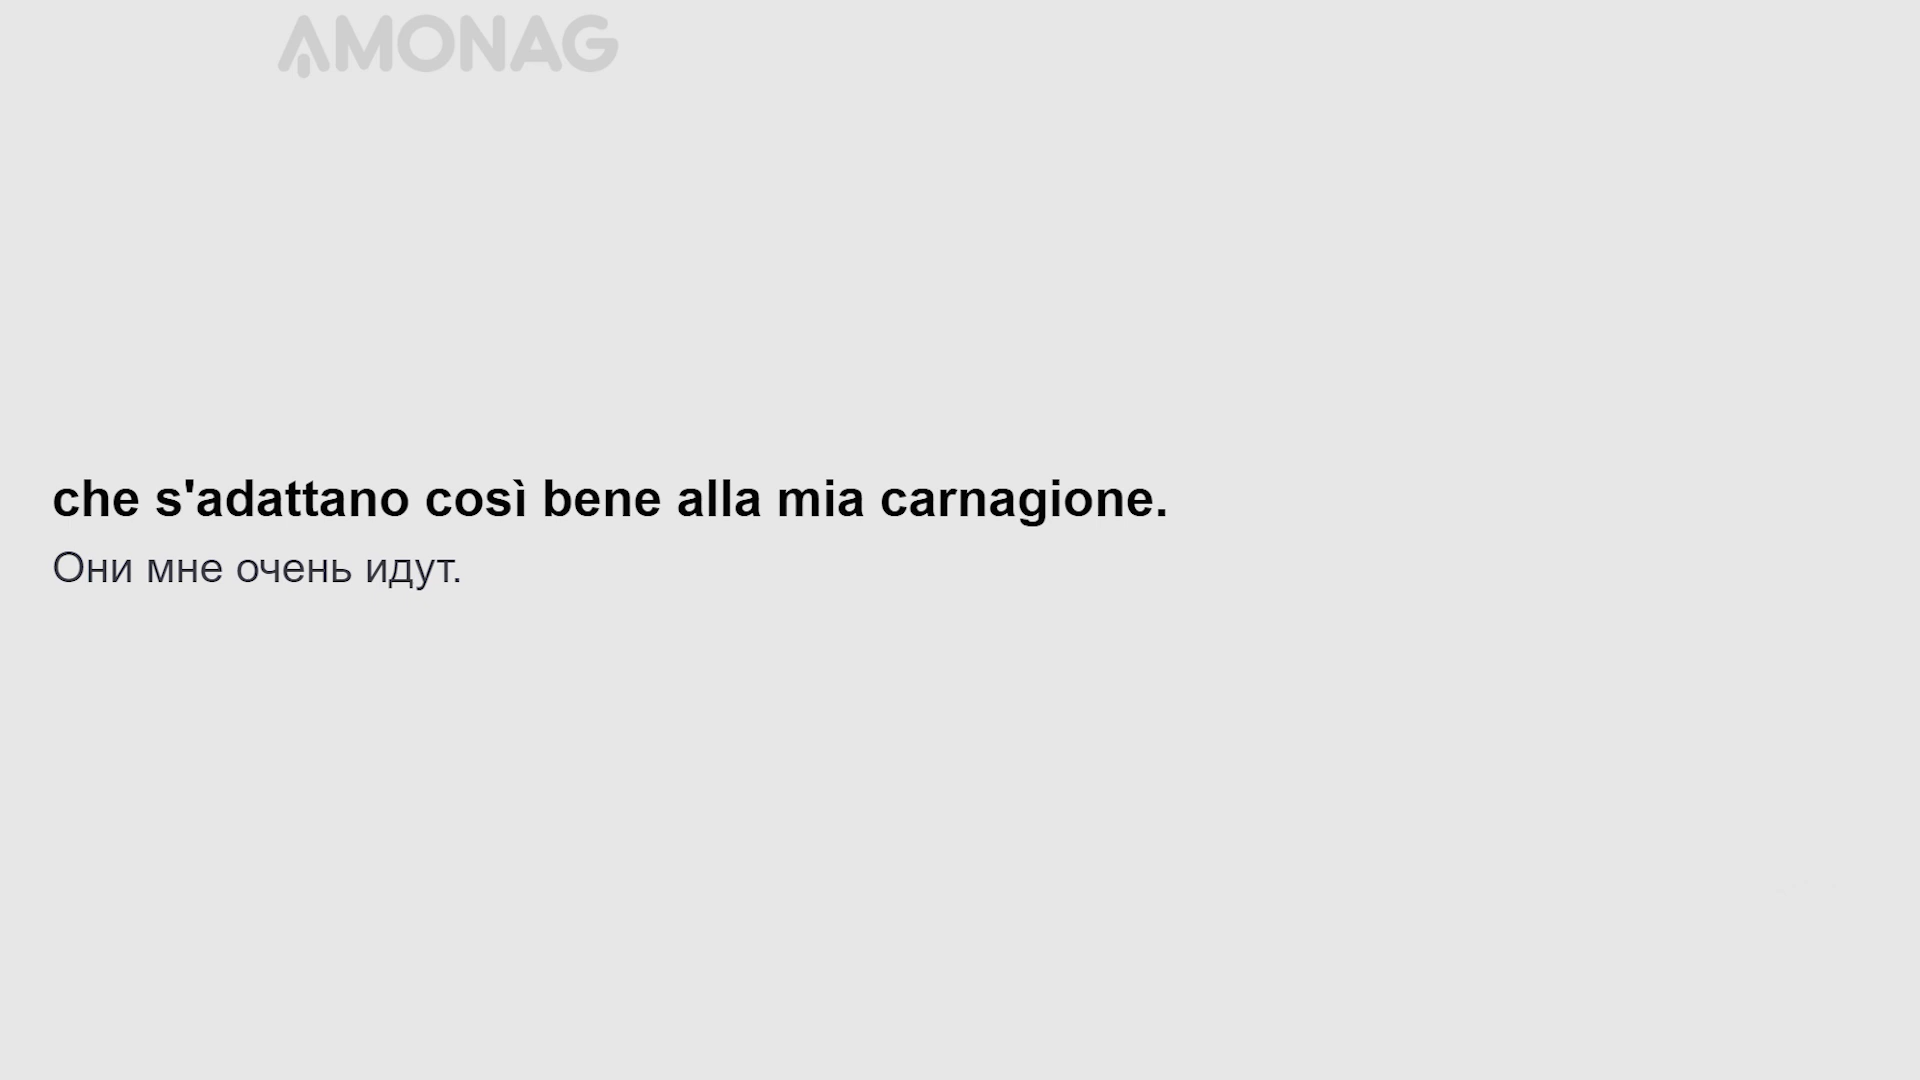 AMONAG
che s'adattano così bene alla mia carnagione.
Они мне очень идут.